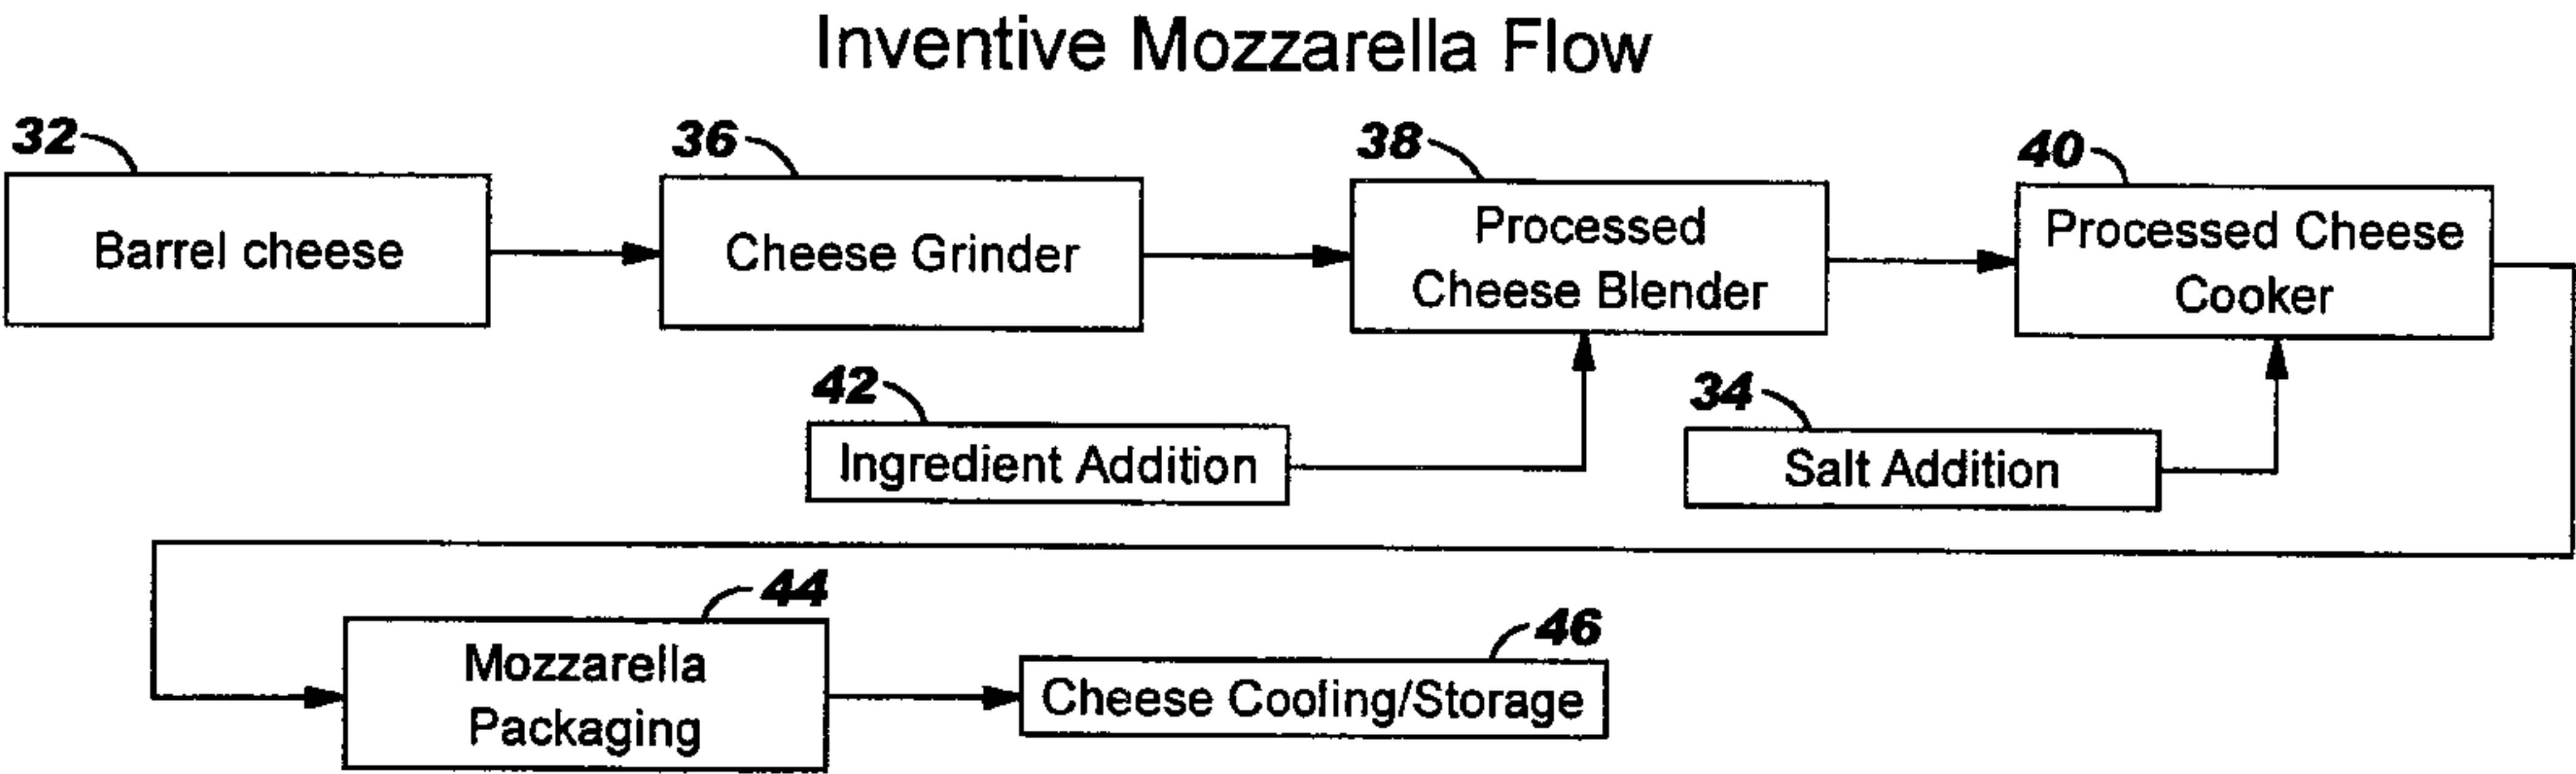 Inventive Mozzarella Flow
32
36
38
40
Barrel cheese
Cheese Grinder
Processed
Cheese Blender
Processed Cheese
Cooker
42
34
Ingredient Addition
Salt Addition
44
46
Mozzarella
Packaging
Cheese Cooling/Storage